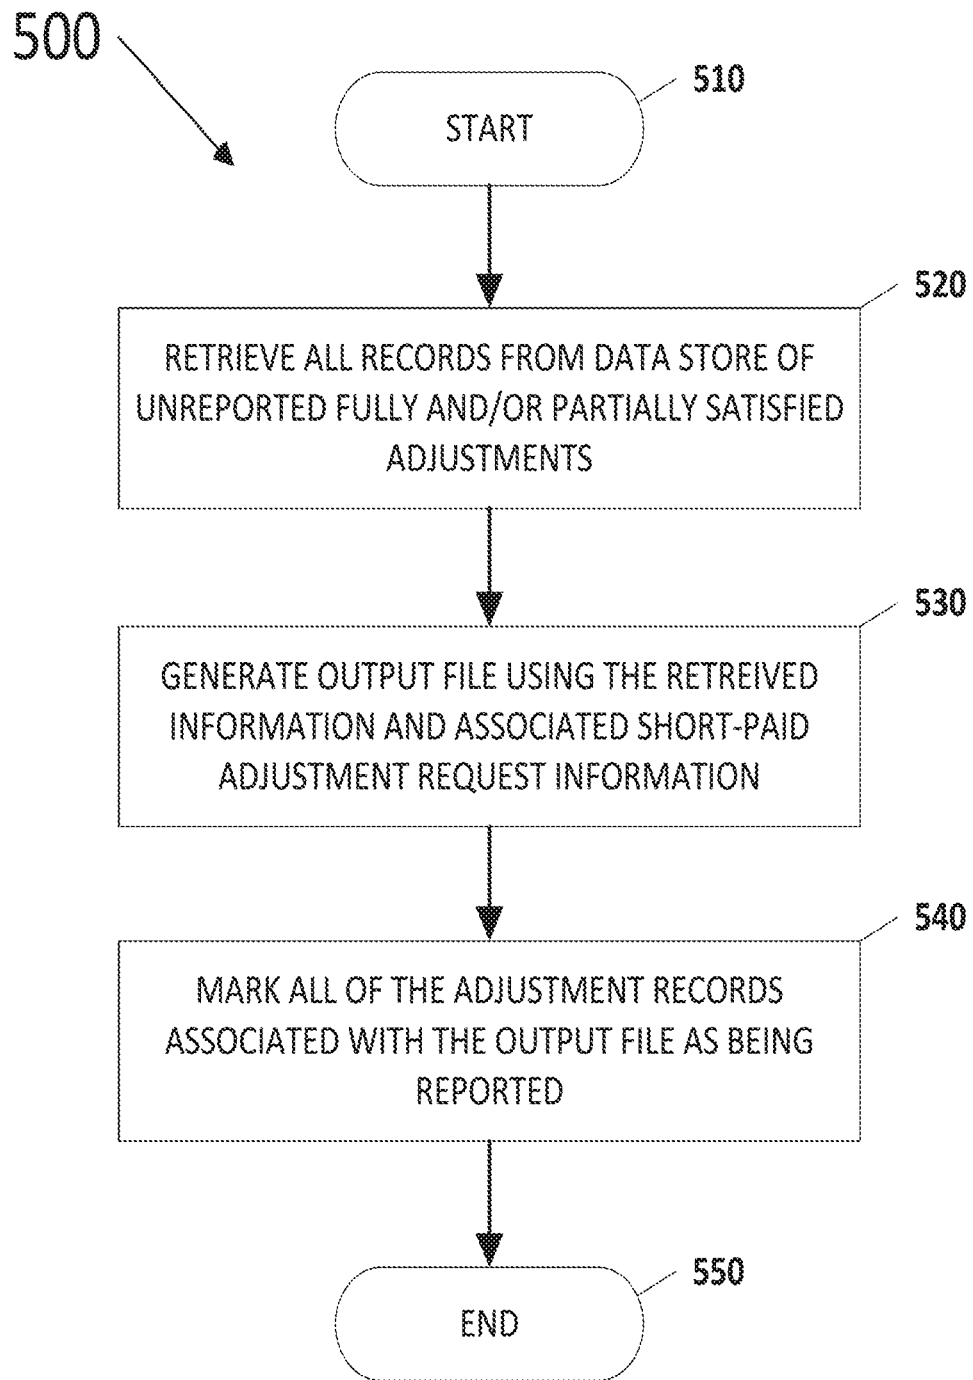 500
510
START
520
RETRIEVE ALL RECORDS FROM DATA STORE OF
UNREPORTED FULLY AND/OR PARTIALLY SATISFIED
ADJUSTMENTS
530
GENERATE OUTPUT FILE USING THE RETREIVED
INFORMATION AND ASSOCIATED SHORT-PAID
ADJUSTMENT REQUEST INFORMATION
540
MARK ALL OF THE ADJUSTMENT RECORDS
ASSOCIATED WITH THE OUTPUT FILE AS BEING
REPORTED
550
END